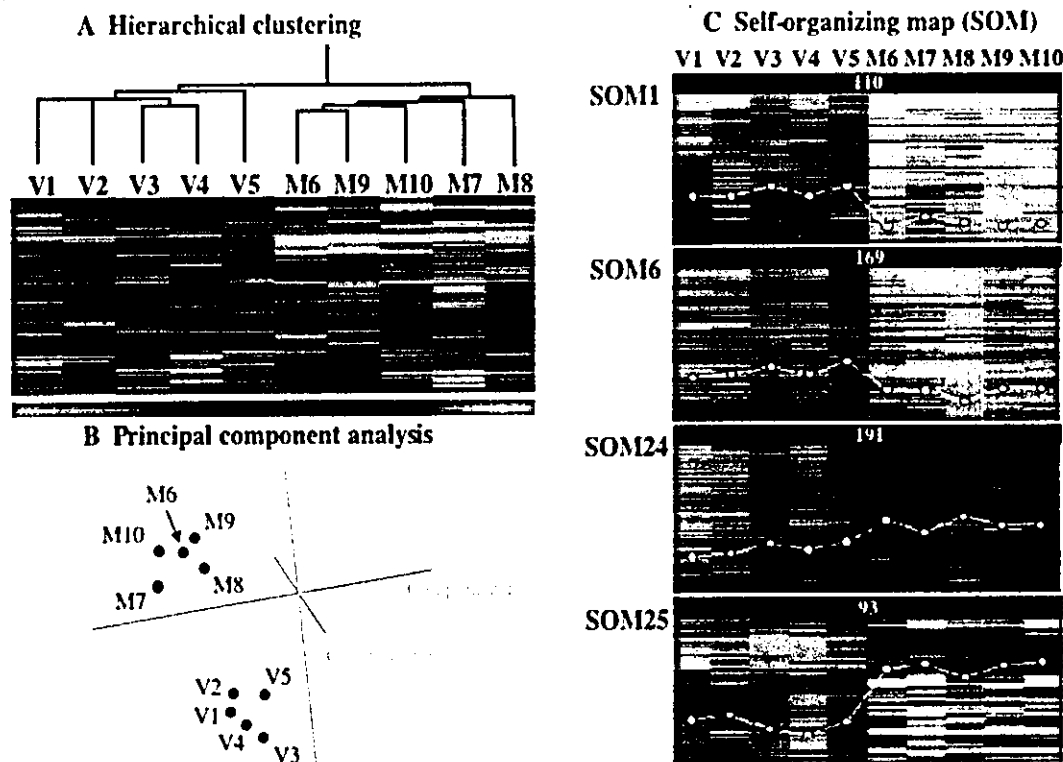 A Hierarchical clustering
V1 V2 V3 V4 V5 M6 M9 M10 M7 M8
B Principal component analysis
M6
M9
M10
M8
M7
V2
V5
V1
V4
V3
C Self-organizing map (SOM)
V1 V2 V3 V4 V5 M6 M7 M8 M9 M10
SOM1
110
SOM6
169
SOM24
191
SOM25
93